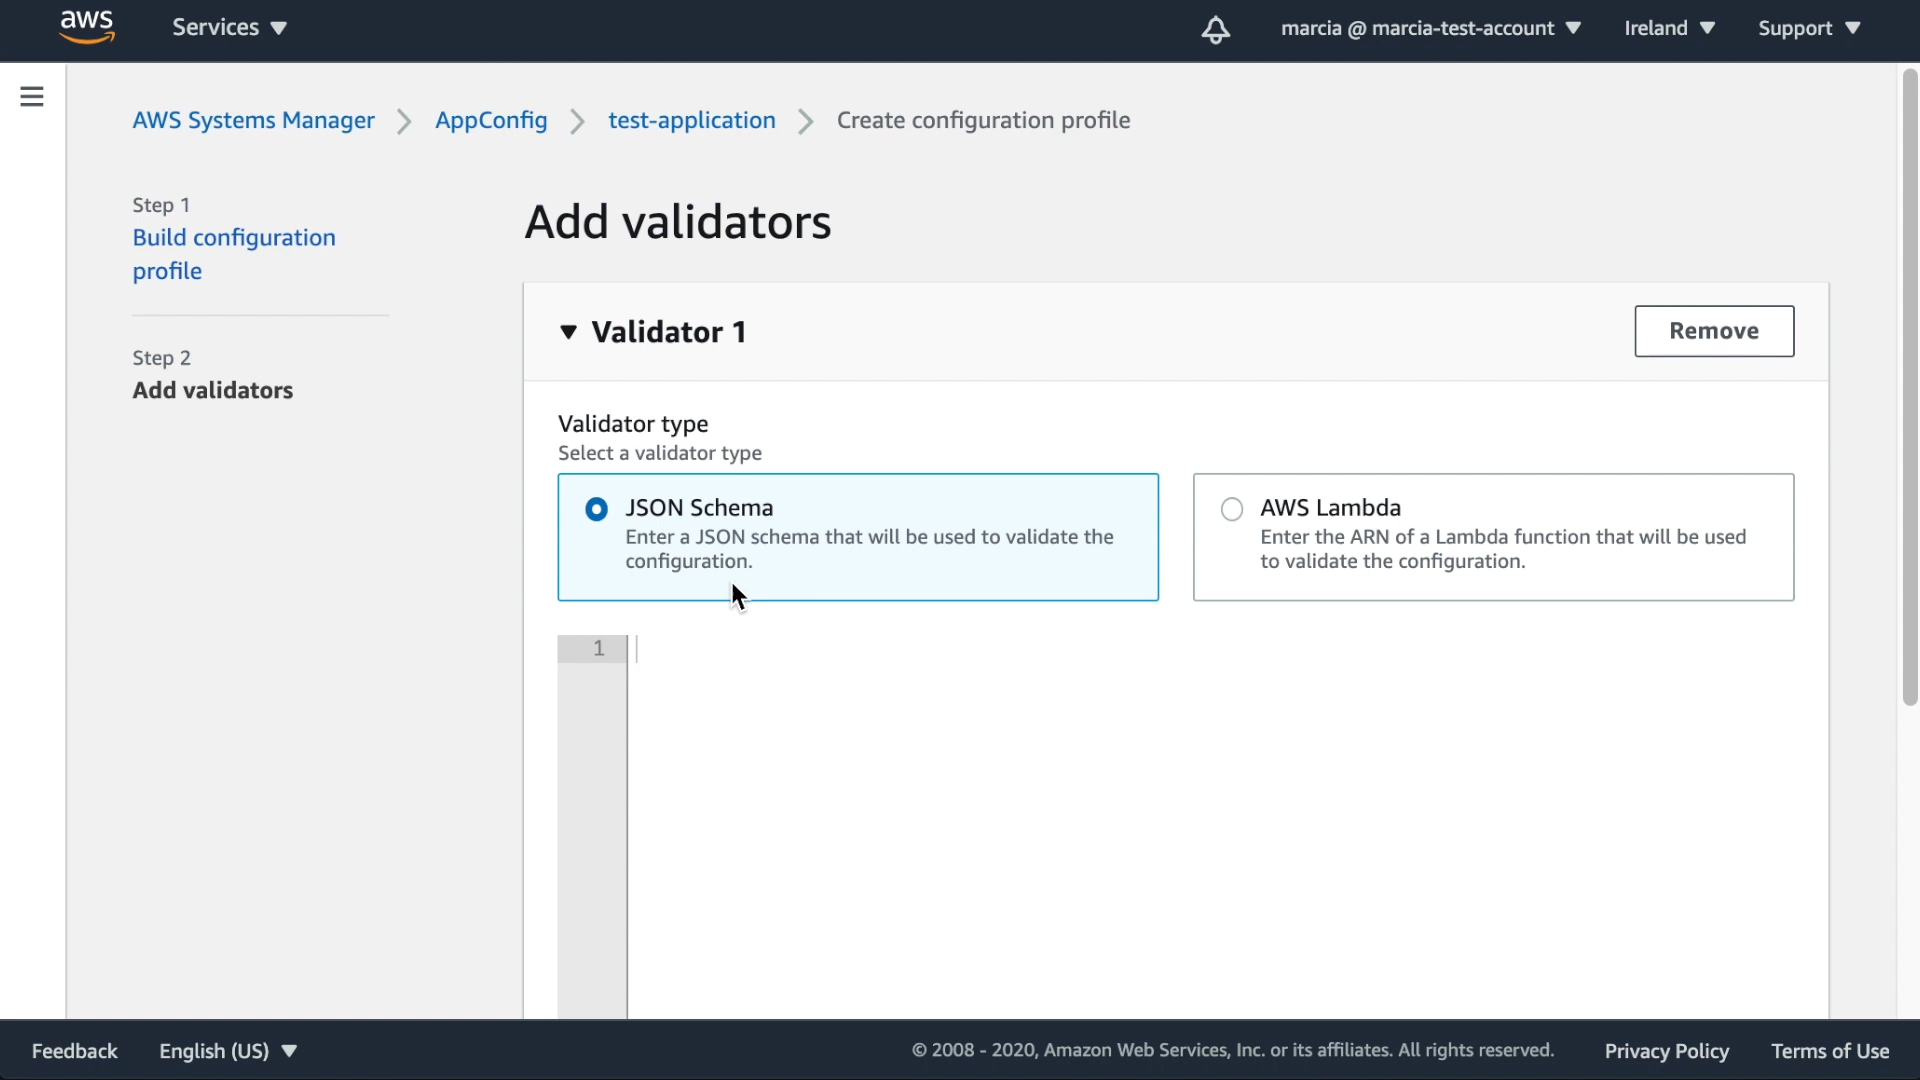 aws
Services
marcia @ marcia-test-account
Ireland
Support
AWS Systems Manager
AppConfig
test-application
Create configuration profile
Step 1
Build configuration
profile
Step 2
Add validators
Add validators
Validator 1
Remove
Validator type
Select a validator type
JSON Schema
Enter a JSON schema that will be used to validate the
configuration.
AWS Lambda
Enter the ARN of a Lambda function that will be used
to validate the configuration.
1
Feedback
English (US)
© 2008 - 2020, Amazon Web Services, Inc. or its affiliates. All rights reserved.
Privacy Policy
Terms of Use